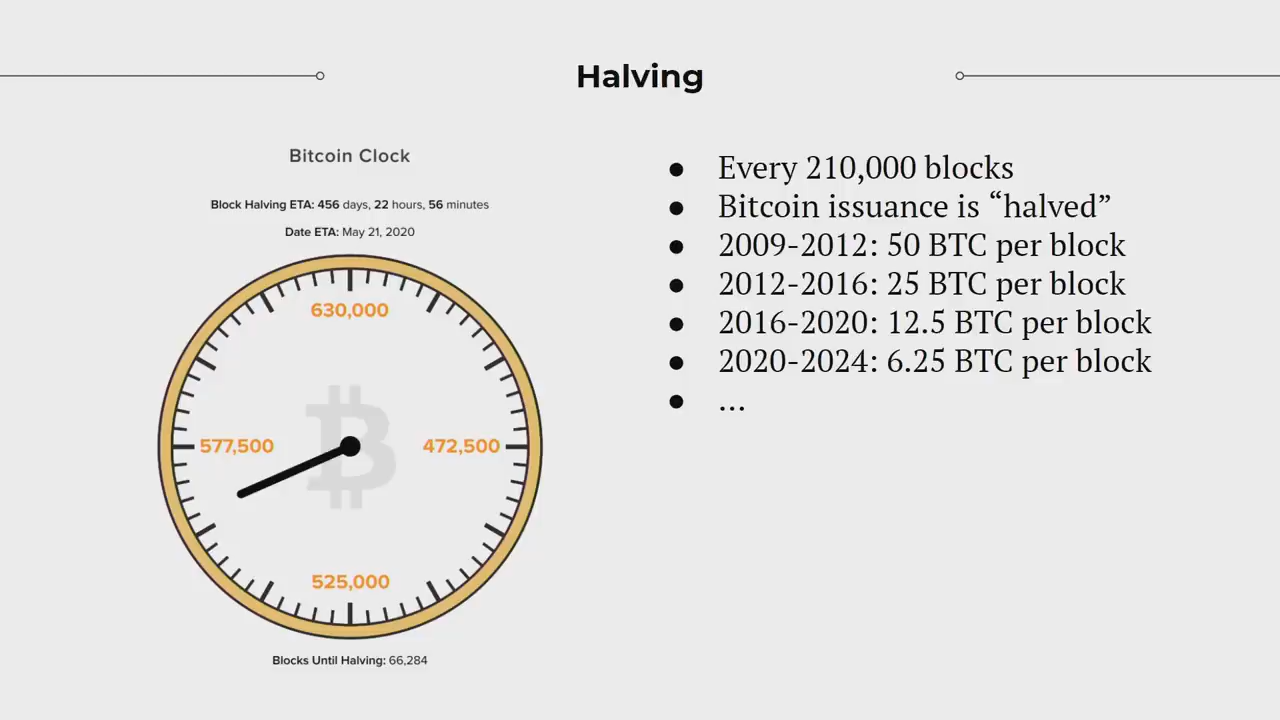 Halving
Bitcoin Clock
Block Halving ETA: 456 days, 22 hours, 56 minutes
Date ETA: May 21, 2020
630,000
577,500
472,500
525,000
Blocks Until Halving: 66,284
● Every 210,000 blocks
● Bitcoin issuance is “halved”
● 2009-2012: 50 BTC per block
● 2012-2016: 25 BTC per block
● 2016-2020: 12.5 BTC per block
● 2020-2024: 6.25 BTC per block
● ...